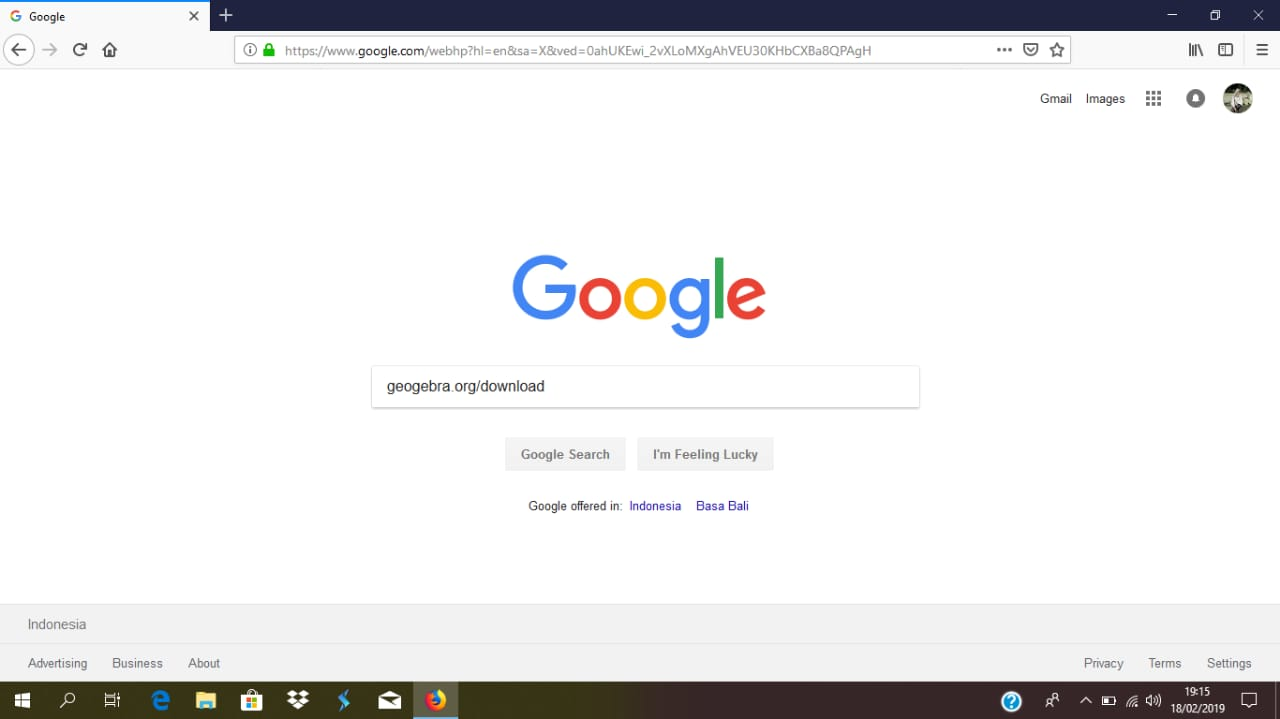 Google
https://www.google.com/webhp?hl=en&sa=X&ved=0ahUKEwi_2vXLoMXgAhVEU30KHbCXBa8QPAgH
Gmail Images
Google
geogebra.org/download
Google Search I'm Feeling Lucky
Google offered in: Indonesia Basa Bali
Indonesia
Advertising Business About Privacy Terms Settings
19:15
18/02/2019